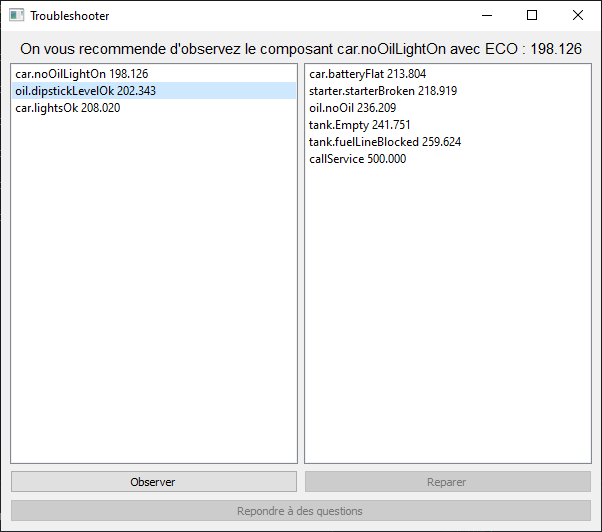 Troubleshooter
On vous recommende d'observez le composant car.noOilLightOn avec ECO : 198.126
car.noOilLightOn 198.126
oil.dipstickLevelOk 202.343
car.lightsOk 208.020
car.batteryFlat 213.804
starter.starterBroken 218.919
oil.noOil 236.209
tank.Empty 241.751
tank.fuelLineBlocked 259.624
callService 500.000
Observer
Reparer
Repondre à des questions